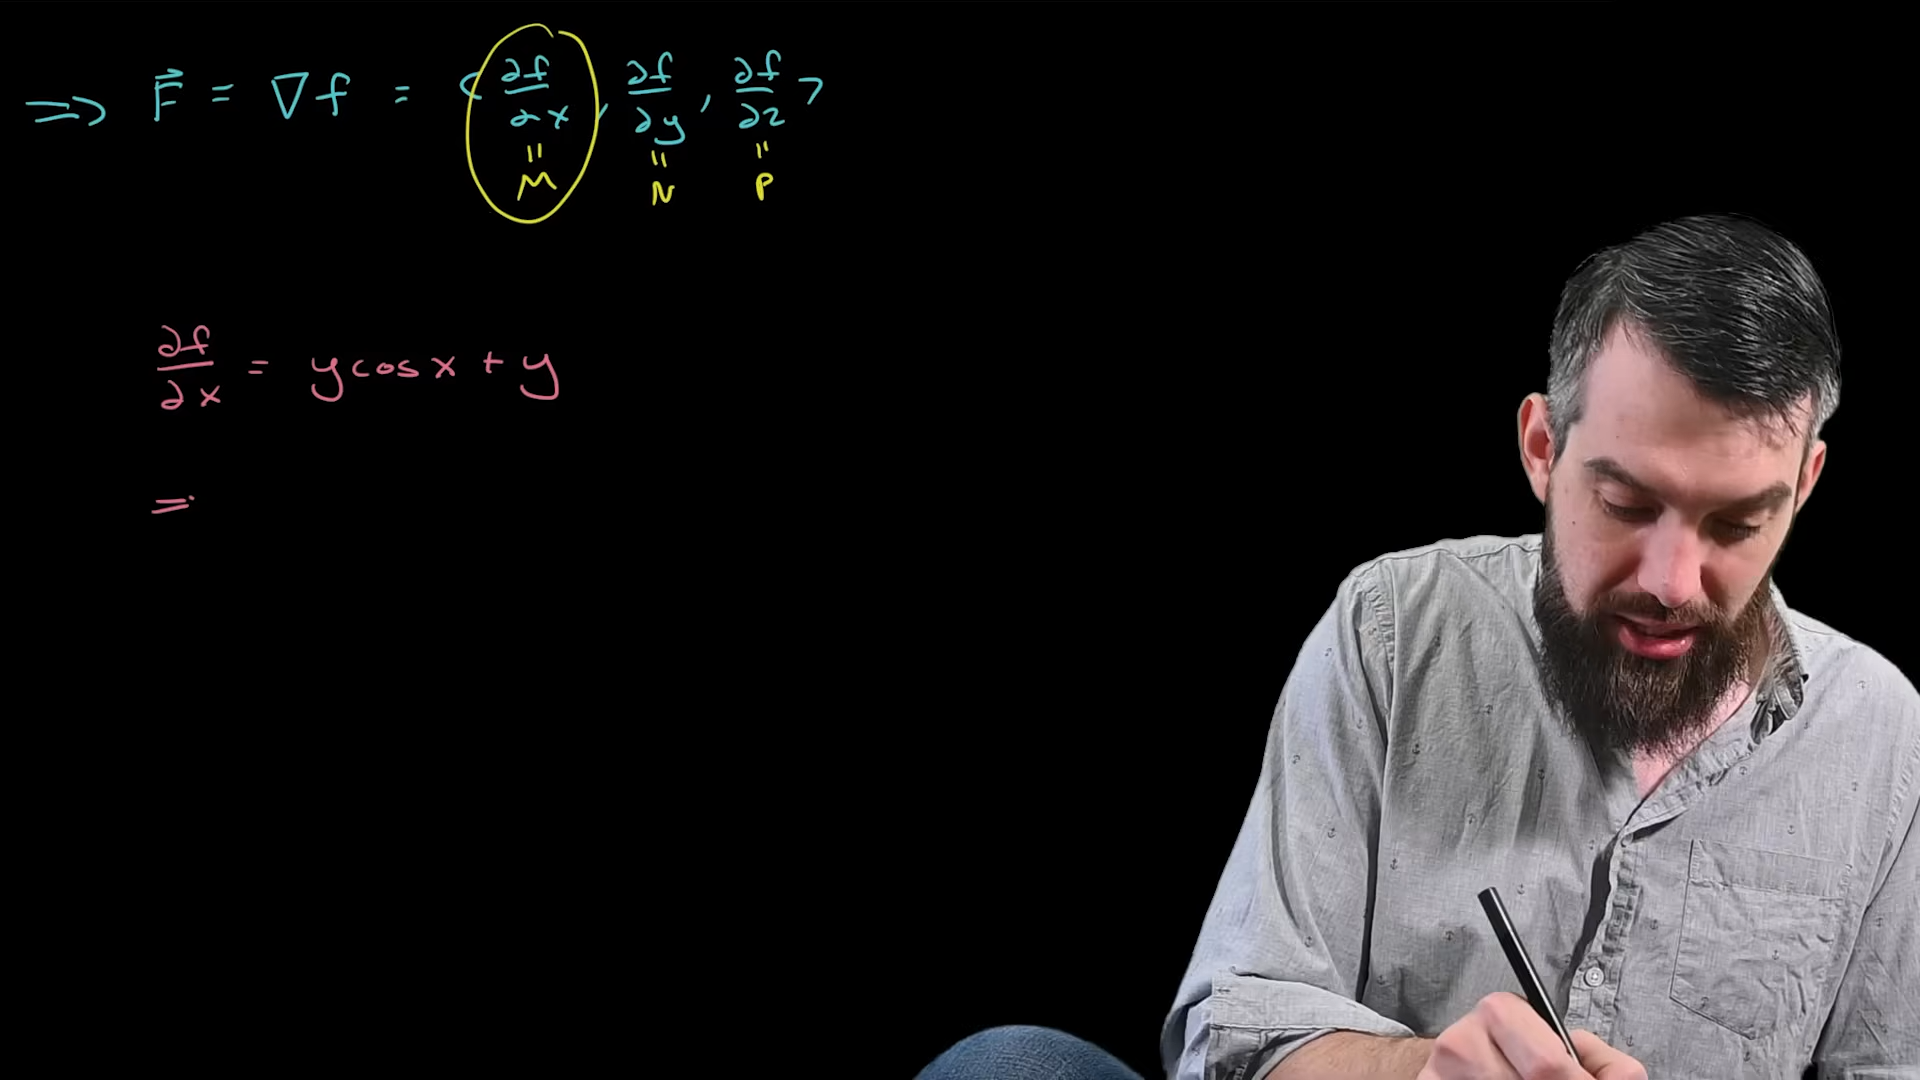 ⇒ F⃗ = ∇f = < ∂f/∂x, ∂f/∂y, ∂f/∂z >
= = =
M N P
∂f/∂x = y cos x + y
=